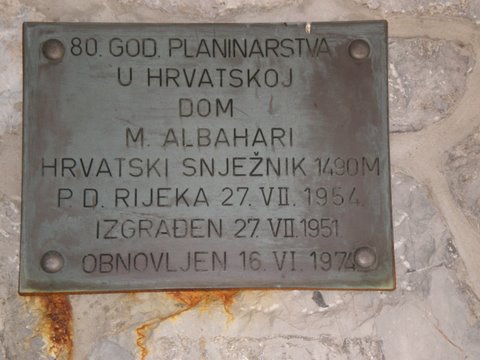 80. GOD. PLANINARSTVA
U HRVATSKOJ
DOM
M. ALBAHARI
HRVATSKI SNJEŽNIK 1490M
P.D. RIJEKA 27. VII. 1954.
IZGRAĐEN 27. VII 1951
OBNOVLJEN 16. VI. 1974.